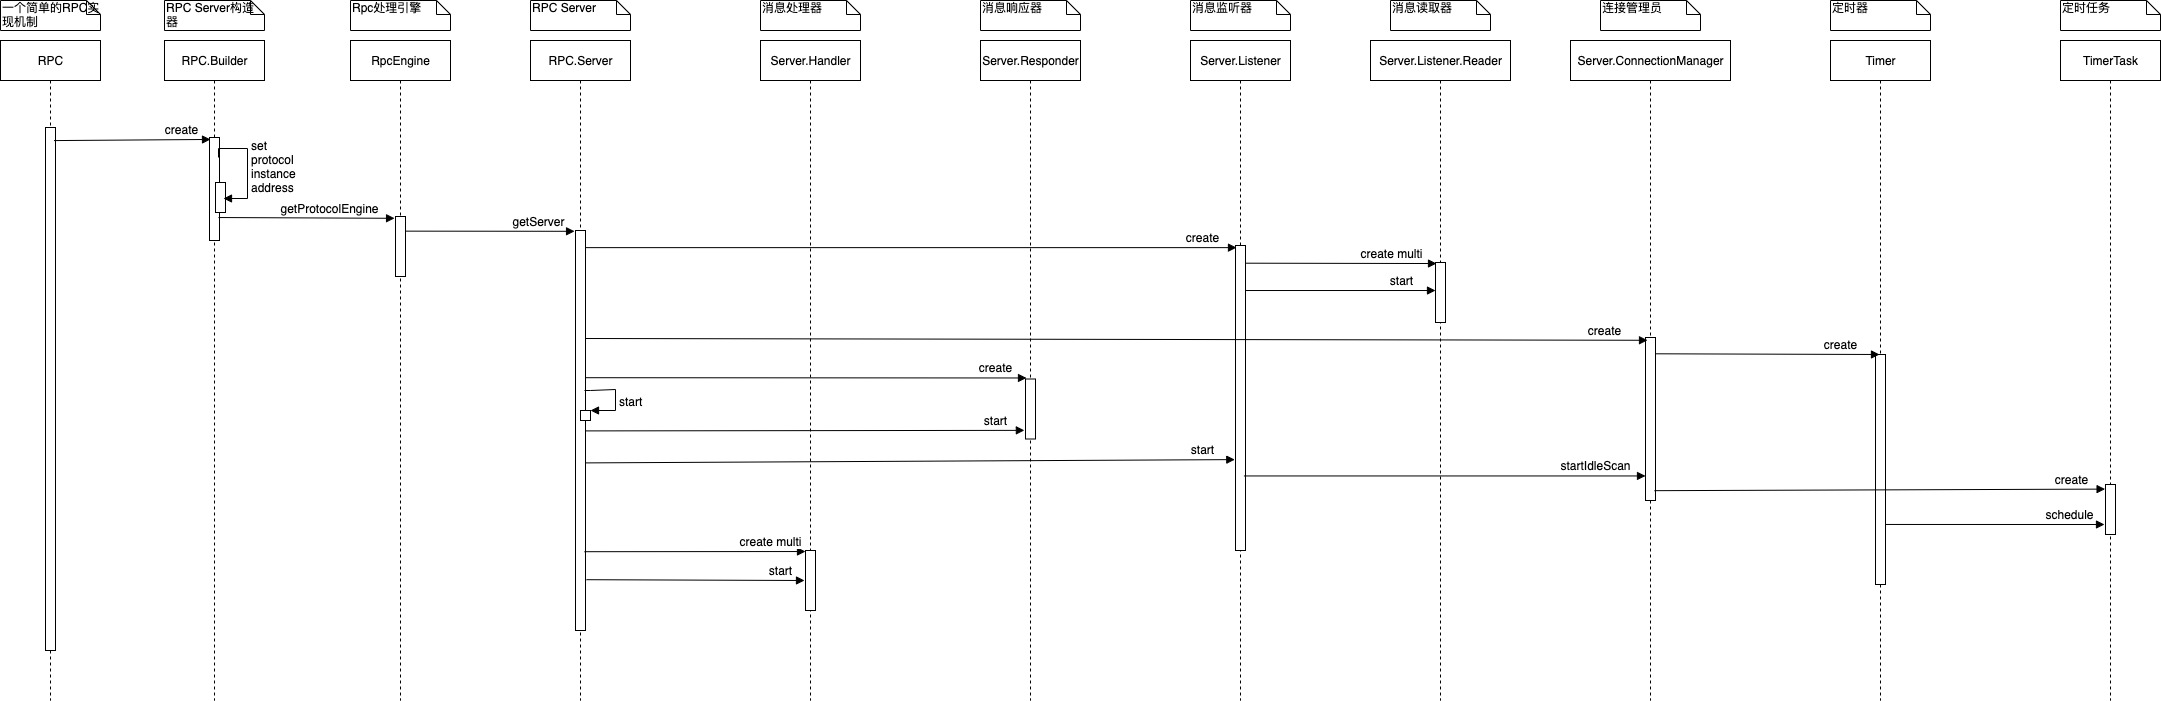 一个简单的RPC实
现机制
RPC Server构造
器
Rpc处理引擎
RPC Server
消息处理器
消息响应器
消息监听器
消息读取器
连接管理员
定时器
定时任务
RPC
RPC.Builder
RpcEngine
RPC.Server
Server.Handler
Server.Responder
Server.Listener
Server.Listener.Reader
Server.ConnectionManager
Timer
TimerTask
create
set
protocol
instance
address
getProtocolEngine
getServer
create
create multi
start
create
create
create
start
start
start
startIdleScan
create
schedule
create multi
start